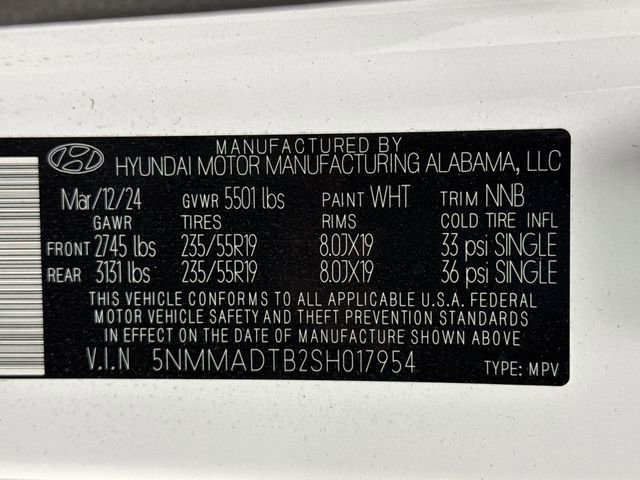 MANUFACTURED BY
HYUNDAI MOTOR MANUFACTURING ALABAMA, LLC
Mar/12/24 GVWR 5501 lbs PAINT WHT TRIM NNB
GAWR TIRES RIMS COLD TIRE INFL
FRONT 2745 lbs 235/55R19 8.0JX19 33 psi SINGLE
REAR 3131 lbs 235/55R19 8.0JX19 36 psi SINGLE
THIS VEHICLE CONFORMS TO ALL APPLICABLE U.S.A. FEDERAL
MOTOR VEHICLE SAFETY AND THEFT PREVENTION STANDARDS
IN EFFECT ON THE DATE OF MANUFACTURE SHOWN ABOVE
V.I.N 5NMMADTB2SH017954 TYPE: MPV